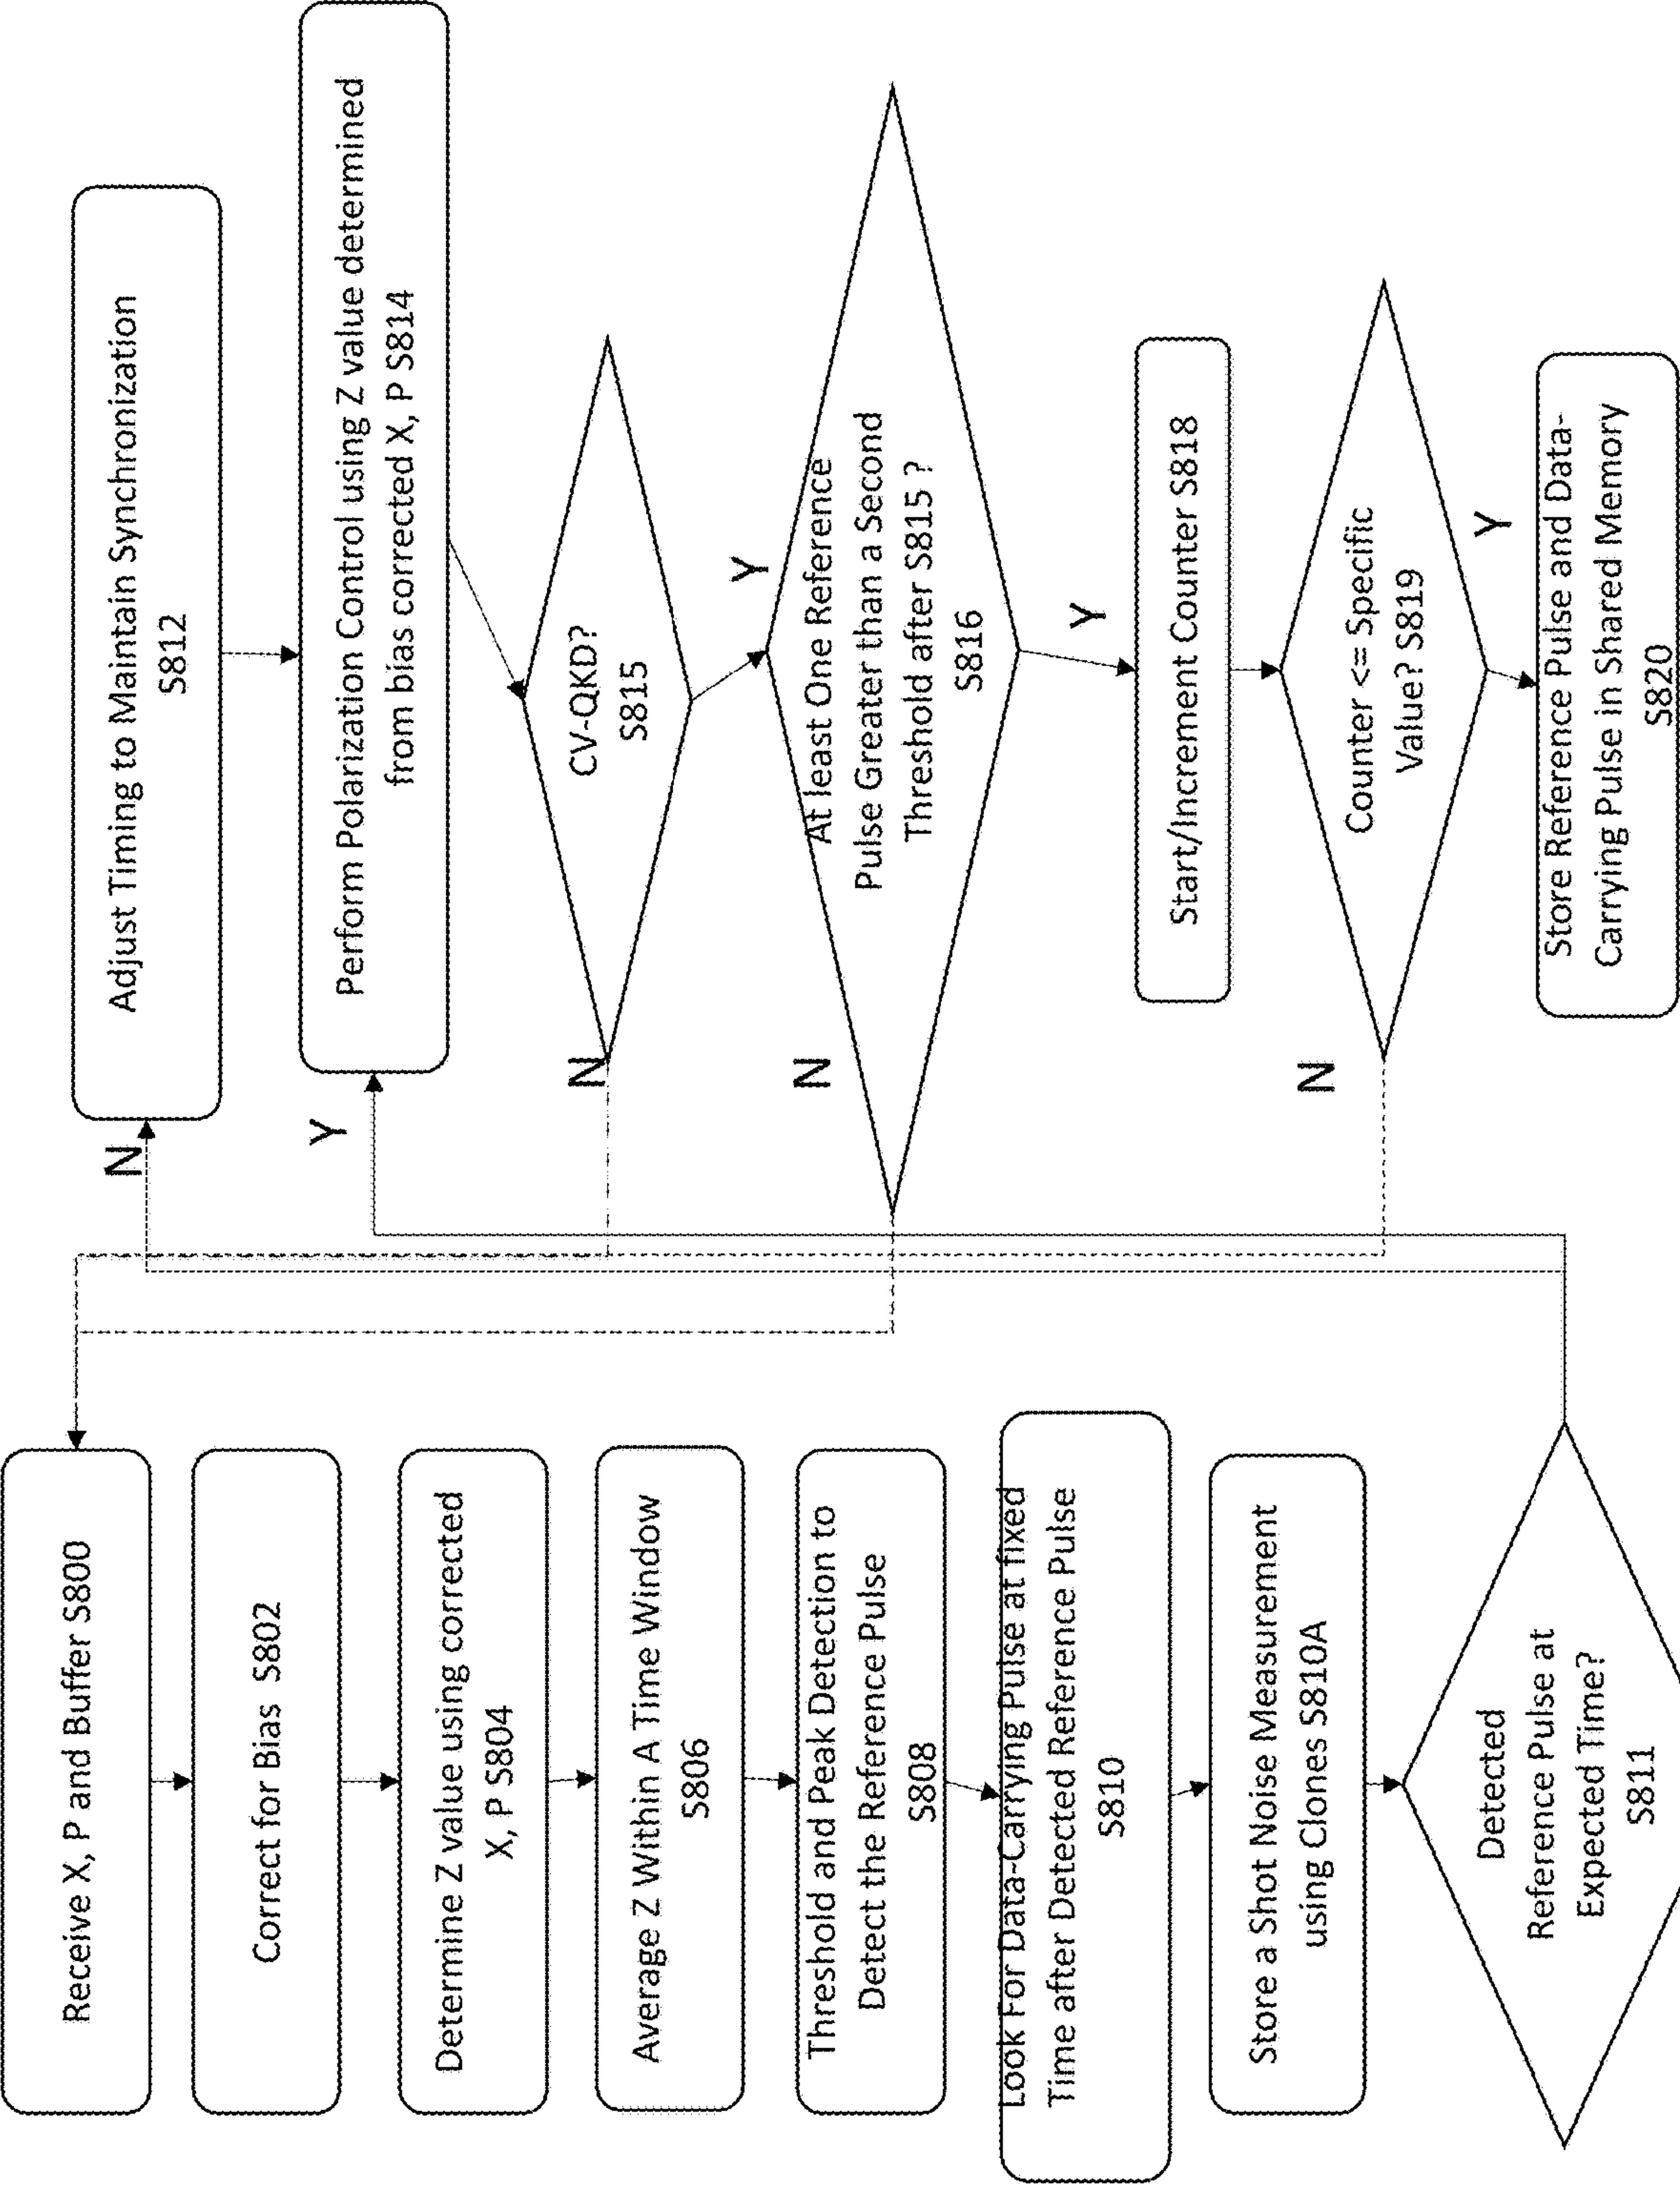 Receive X, P and Buffer S800
Correct for Bias S802
Determine Z value using corrected
X, P S804
Average Z Within A Time Window
S806
Threshold and Peak Detection to
Detect the Reference Pulse
S808
Look For Data-Carrying Pulse at fixed
Time after Detected Reference Pulse
S810
Store a Shot Noise Measurement
using Clones S810A
Detected
Reference Pulse at
Expected Time?
S811
N
Y
Adjust Timing to Maintain Synchronization
S812
Perform Polarization Control using Z value determined
from bias corrected X, P S814
CV-QKD?
S815
N
Y
At least One Reference
Pulse Greater than a Second
Threshold after S815 ?
S816
N
Y
Start/Increment Counter S818
Counter <= Specific
Value? S819
N
Y
Store Reference Pulse and Data-
Carrying Pulse in Shared Memory
S820